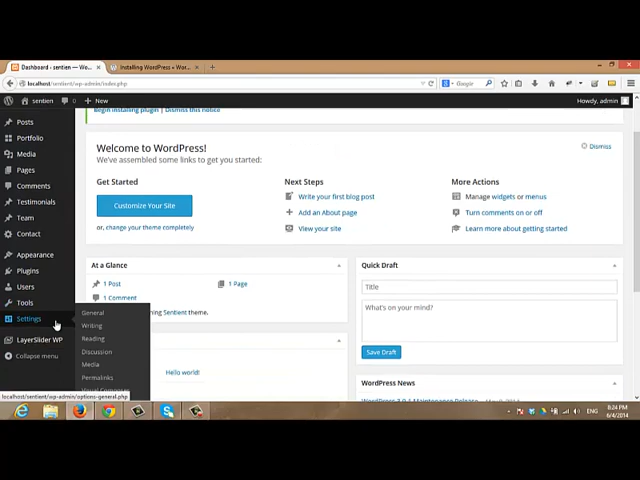 Dashboard ‹ sentien — Wo...
Installing WordPress « Wor...
localhost/sentient/wp-admin/index.php
Google
sentien
0
New
Howdy, admin
Begin installing plugin | Dismiss this notice
Posts
Portfolio
Media
Pages
Comments
Testimonials
Team
Contact
Appearance
Plugins
Users
Tools
Settings
LayerSlider WP
Collapse menu
General
Writing
Reading
Discussion
Media
Permalinks
Visual Composer
Welcome to WordPress!
We've assembled some links to get you started:
Dismiss
Get Started
Customize Your Site
or, change your theme completely
Next Steps
Write your first blog post
Add an About page
View your site
More Actions
Manage widgets or menus
Turn comments on or off
Learn more about getting started
At a Glance
1 Post
1 Page
1 Comment
ning Sentient theme.
Hello world!
Quick Draft
Title
What's on your mind?
Save Draft
WordPress News
localhost/sentient/wp-admin/options-general.php
ENG
8:24 PM
6/4/2014